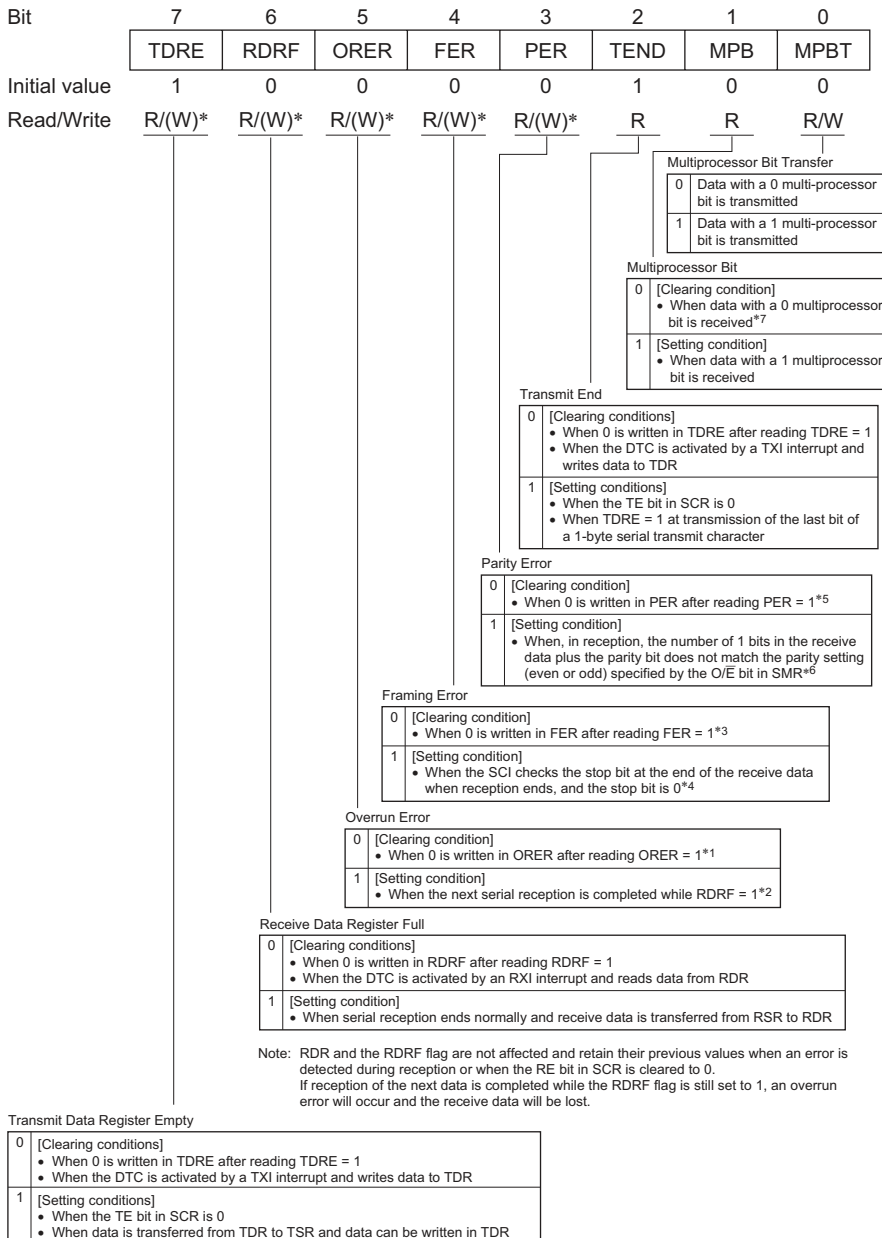 Bit 7 6 5 4 3 2 1 0
TDRE RDRF ORER FER PER TEND MPB MPBT
Initial value 1 0 0 0 0 1 0 0
Read/Write R/(W)* R/(W)* R/(W)* R/(W)* R/(W)* R R R/W
Multiprocessor Bit Transfer
0 Data with a 0 multi-processor
bit is transmitted
1 Data with a 1 multi-processor
bit is transmitted
Multiprocessor Bit
0 [Clearing condition]
• When data with a 0 multiprocessor
bit is received*7
1 [Setting condition]
• When data with a 1 multiprocessor
bit is received
Transmit End
0 [Clearing conditions]
• When 0 is written in TDRE after reading TDRE = 1
• When the DTC is activated by a TXI interrupt and
writes data to TDR
1 [Setting conditions]
• When the TE bit in SCR is 0
• When TDRE = 1 at transmission of the last bit of
a 1-byte serial transmit character
Parity Error
0 [Clearing condition]
• When 0 is written in PER after reading PER = 1*5
1 [Setting condition]
• When, in reception, the number of 1 bits in the receive
data plus the parity bit does not match the parity setting
(even or odd) specified by the O/E̅ bit in SMR*6
Framing Error
0 [Clearing condition]
• When 0 is written in FER after reading FER = 1*3
1 [Setting condition]
• When the SCI checks the stop bit at the end of the receive data
when reception ends, and the stop bit is 0*4
Overrun Error
0 [Clearing condition]
• When 0 is written in ORER after reading ORER = 1*1
1 [Setting condition]
• When the next serial reception is completed while RDRF = 1*2
Receive Data Register Full
0 [Clearing conditions]
• When 0 is written in RDRF after reading RDRF = 1
• When the DTC is activated by an RXI interrupt and reads data from RDR
1 [Setting condition]
• When serial reception ends normally and receive data is transferred from RSR to RDR
Note: RDR and the RDRF flag are not affected and retain their previous values when an error is
detected during reception or when the RE bit in SCR is cleared to 0.
If reception of the next data is completed while the RDRF flag is still set to 1, an overrun
error will occur and the receive data will be lost.
Transmit Data Register Empty
0 [Clearing conditions]
• When 0 is written in TDRE after reading TDRE = 1
• When the DTC is activated by a TXI interrupt and writes data to TDR
1 [Setting conditions]
• When the TE bit in SCR is 0
• When data is transferred from TDR to TSR and data can be written in TDR